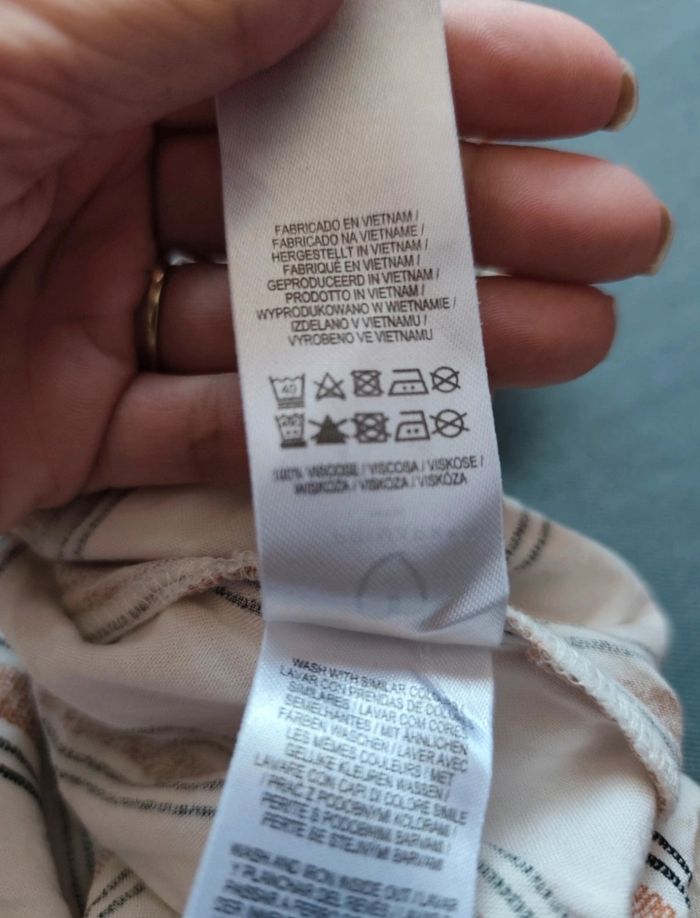 FABRICADO EN VIETNAM /
FABRICADO NA VIETNAME /
HERGESTELLT IN VIETNAM /
FABRIQUÉ EN VIETNAM /
GEPRODUCEERD IN VIETNAM /
PRODOTTO IN VIETNAM /
WYPRODUKOWANO W WIETNAMIE /
IZDELANO V VIETNAMU /
VYROBENO VE VIETNAMU
40
100% VISCOSE / VISCOSA / VISKOSE /
WISKOZA / VISKOZA / VISKÓZA
WASH WITH SIMILAR COLOURS /
LAVAR CON PRENDAS DE COLORES
SIMILARES / LAVAR COM CORES
SEMELHANTES / MIT ÄHNLICHEN
FARBEN WASCHEN / LAVER AVEC
LES MÊMES COULEURS / MET
GELIJKE KLEUREN WASSEN /
LAVARE CON CAPI DI COLORE SIMILE
PRAĆ Z PODOBNYMI KOLORAMI /
PERITE S PODOBNIMI BARVAMI /
PERTE SE STEJNÝMI BARVAMI
WASH AND IRON INSIDE OUT / LAVAR
Y PLANCHAR DEL